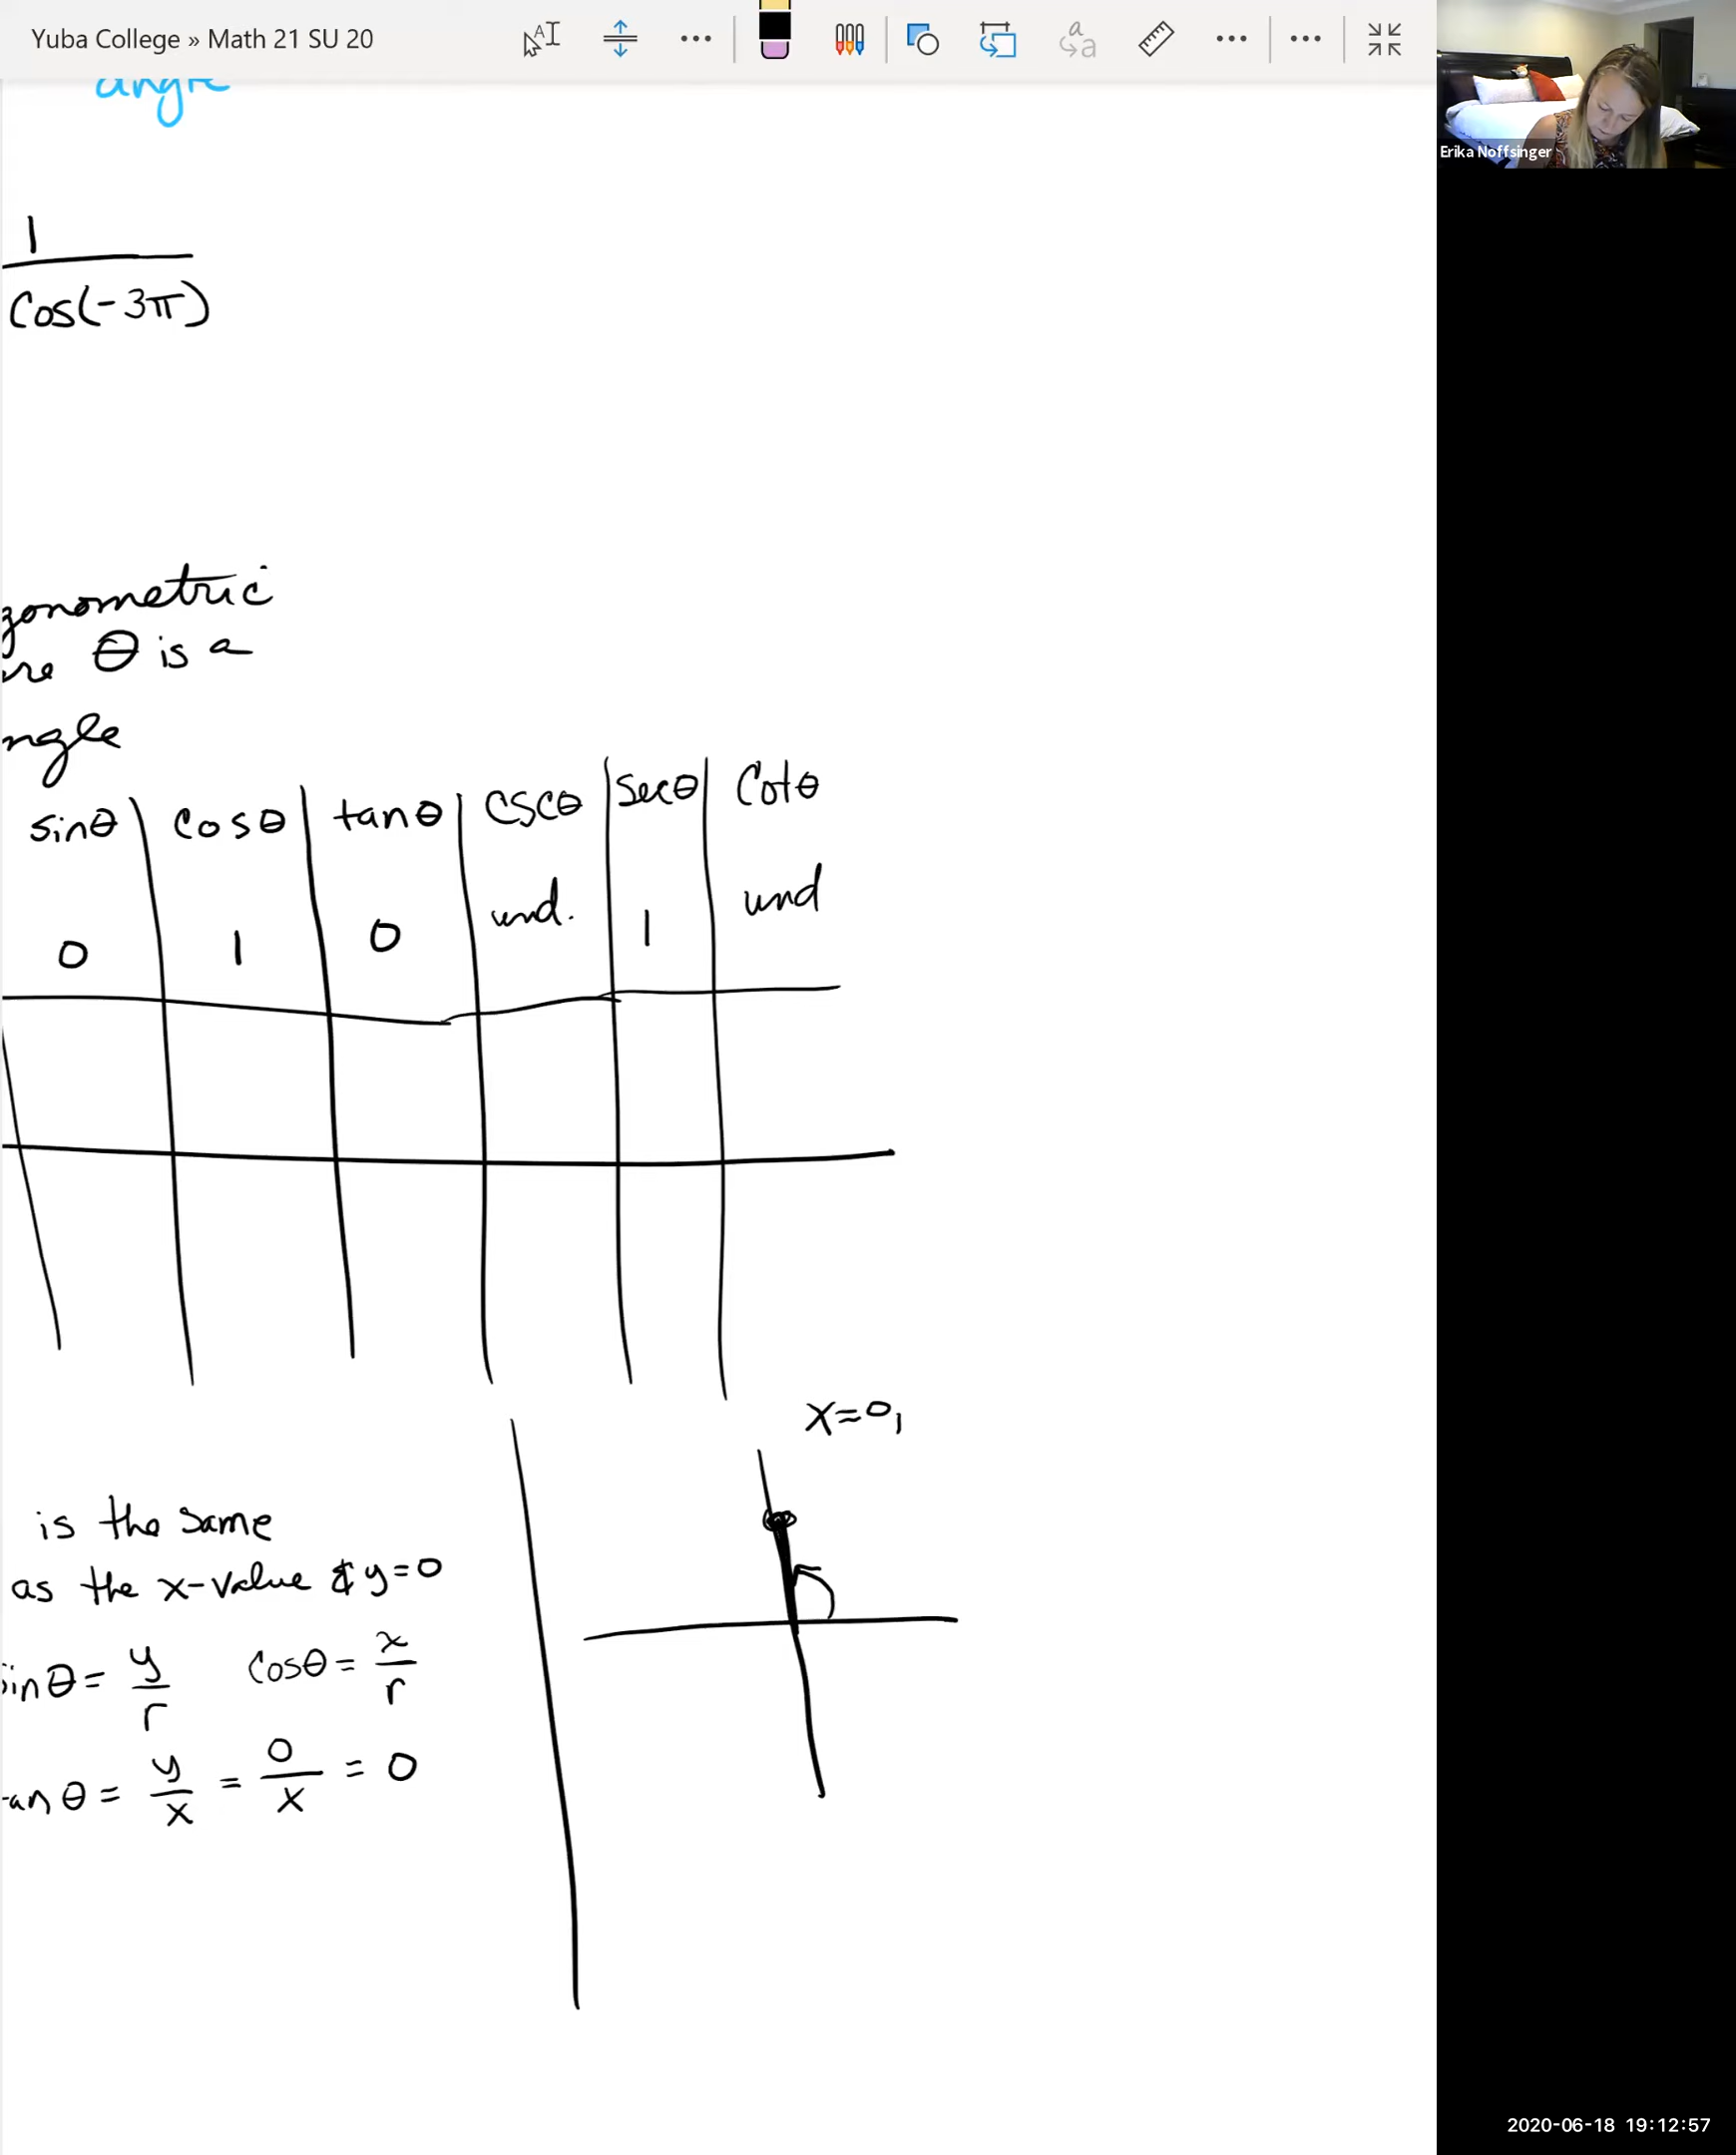 Yuba College » Math 21 SU 20
angle
Erika Noffsinger
1
cos(-3π)
gonometric
θ is a
ngle
sinθ cosθ tanθ cscθ secθ cotθ
0 1 0 und. 1 und
x=0,
is the same
as the x-value & y=0
sinθ = y/r cosθ = x/r
tanθ = y/x = 0/x = 0
2020-06-18 19:12:57